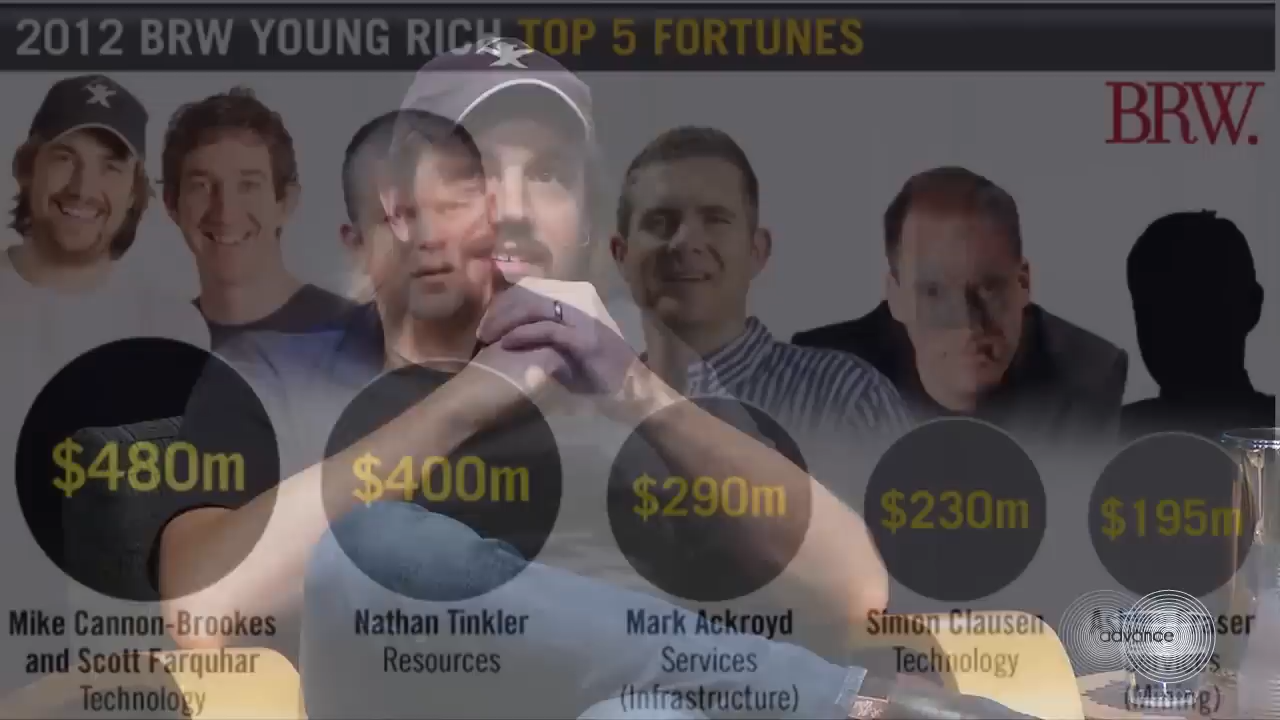 2012 BRW YOUNG RICH TOP 5 FORTUNES
BRW.
$480m
$400m
$290m
$230m
$195m
Mike Cannon-Brookes
and Scott Farquhar
Technology
Nathan Tinkler
Resources
Mark Ackroyd
Services
(Infrastructure)
Simon Clausen
Technology
(Mining)
advance